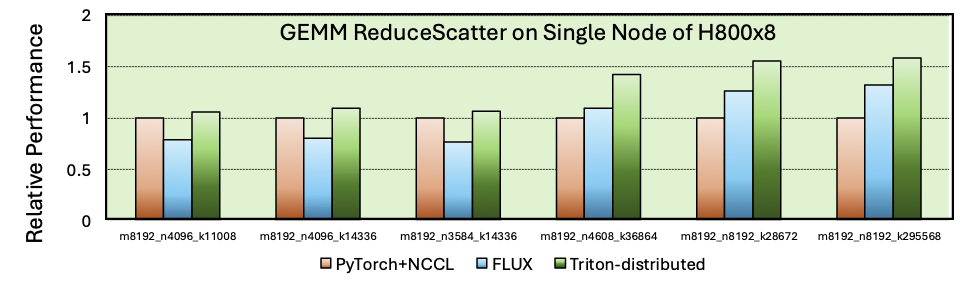 GEMM ReduceScatter on Single Node of H800x8
Relative Performance
2
1.5
1
0.5
0
m8192_n4096_k11008
m8192_n4096_k14336
m8192_n3584_k14336
m8192_n4608_k36864
m8192_n8192_k28672
m8192_n8192_k295568
PyTorch+NCCL
FLUX
Triton-distributed